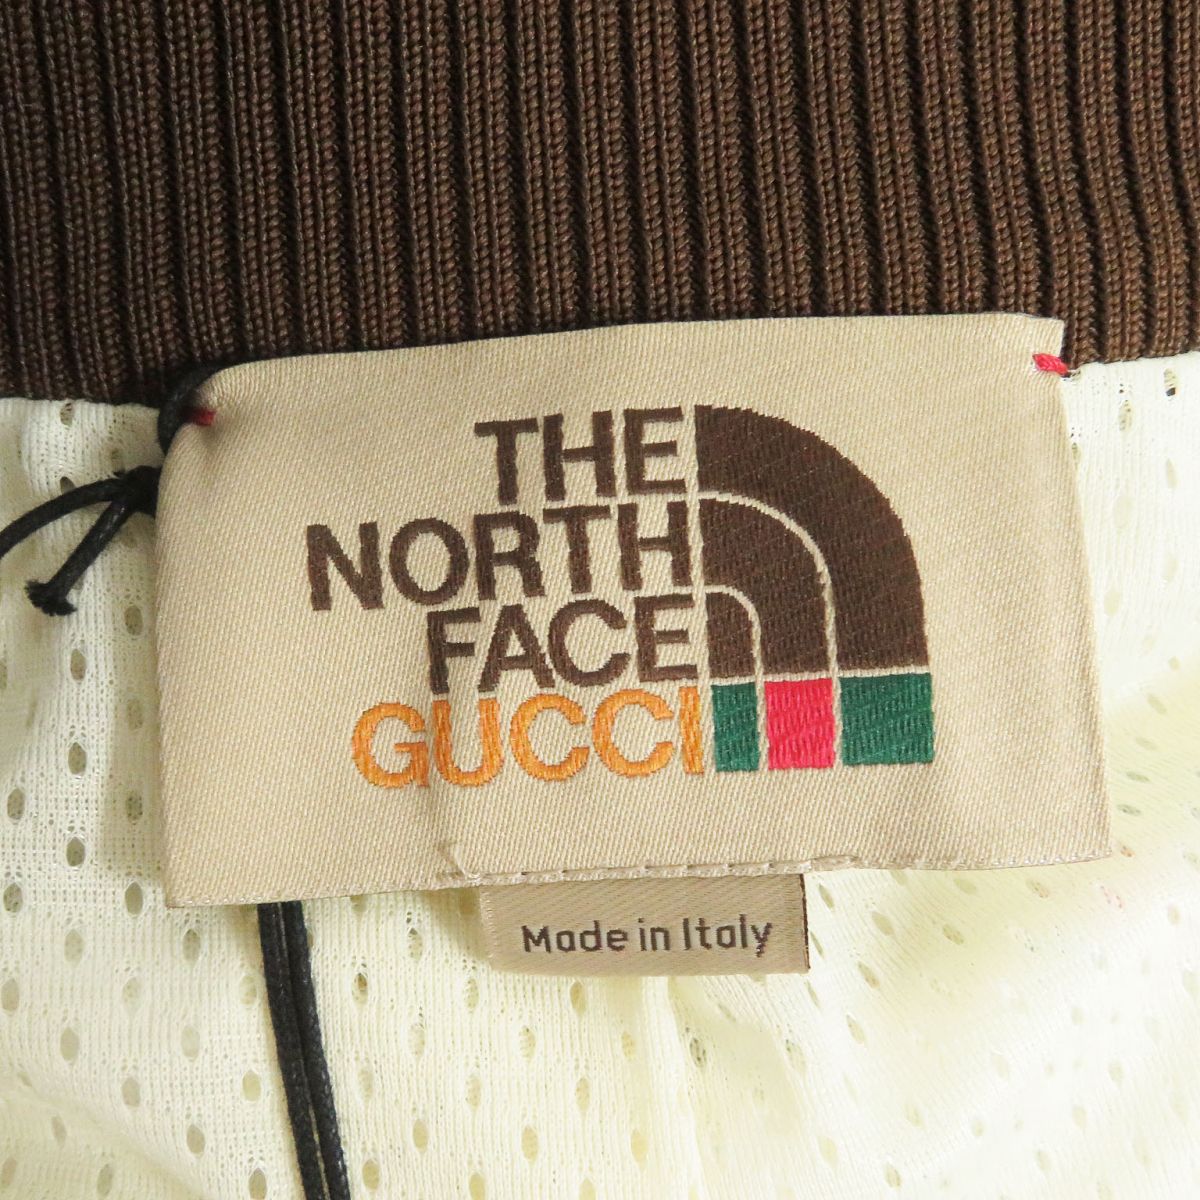 THE
NORTH
FACE
GUCCI
Made in Italy